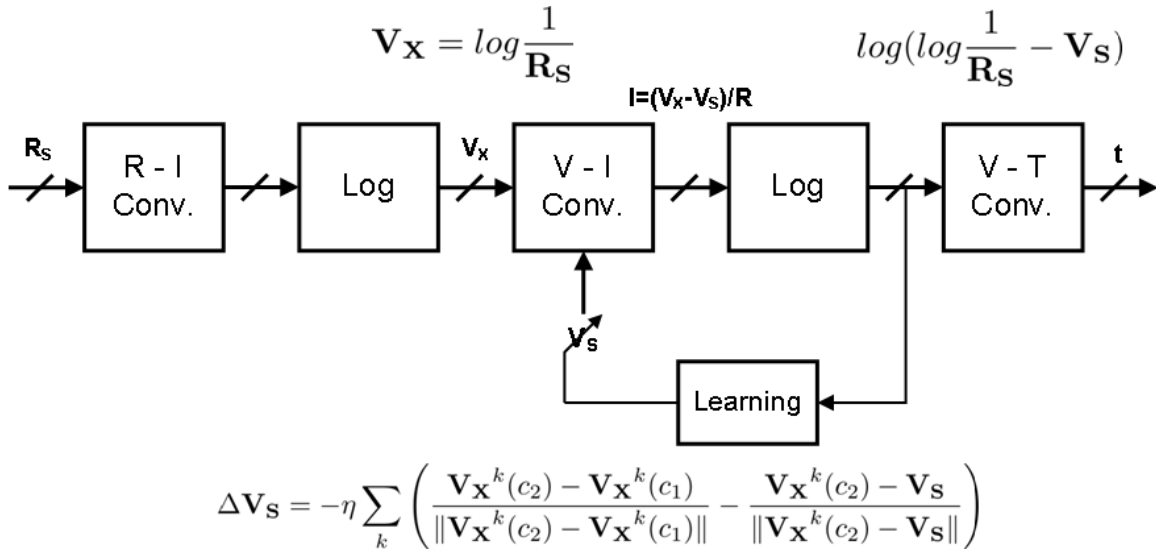 V_X = log 1/R_S
log(log 1/R_S − V_S)
I=(V_X-V_S)/R
R_S
R - I
Conv.
Log
V_X
V - I
Conv.
Log
V - T
Conv.
t
V_S
Learning
ΔV_S = −η ∑_k ( (V_X^k(c_2) − V_X^k(c_1)) / ‖V_X^k(c_2) − V_X^k(c_1)‖ − (V_X^k(c_2) − V_S) / ‖V_X^k(c_2) − V_S‖ )